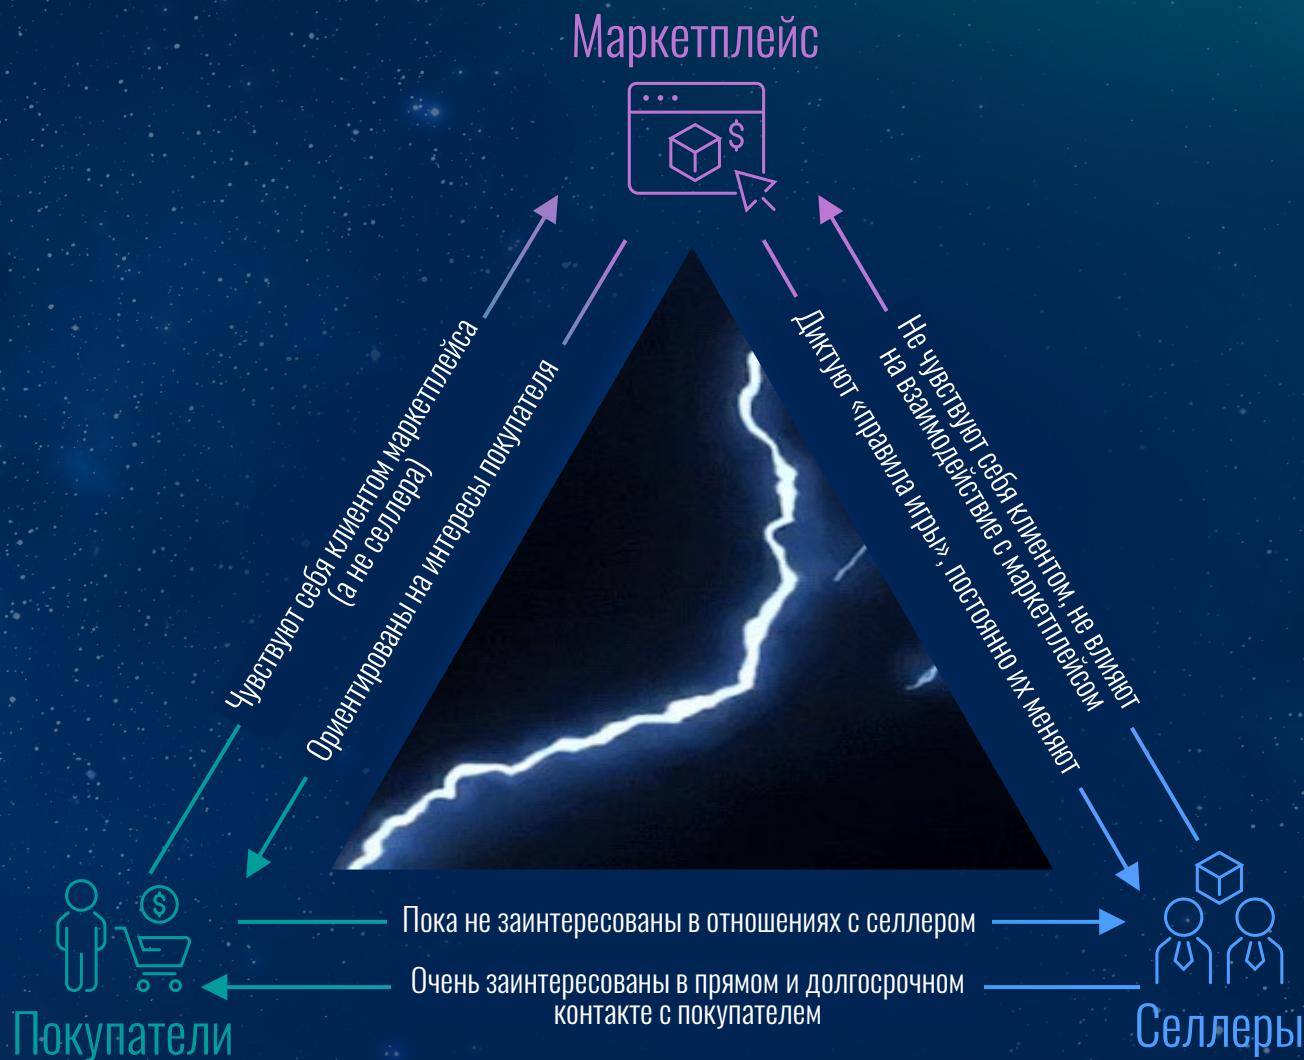 Маркетплейс
$
Чувствуют себя клиентом маркетплейса
(а не селлера)
Ориентированы на интересы покупателя
Диктуют «правила игры», постоянно их меняют
Не чувствуют себя клиентом, не влияют
на взаимодействие с маркетплейсом
$
Пока не заинтересованы в отношениях с селлером
Очень заинтересованы в прямом и долгосрочном
контакте с покупателем
Покупатели
Селлеры